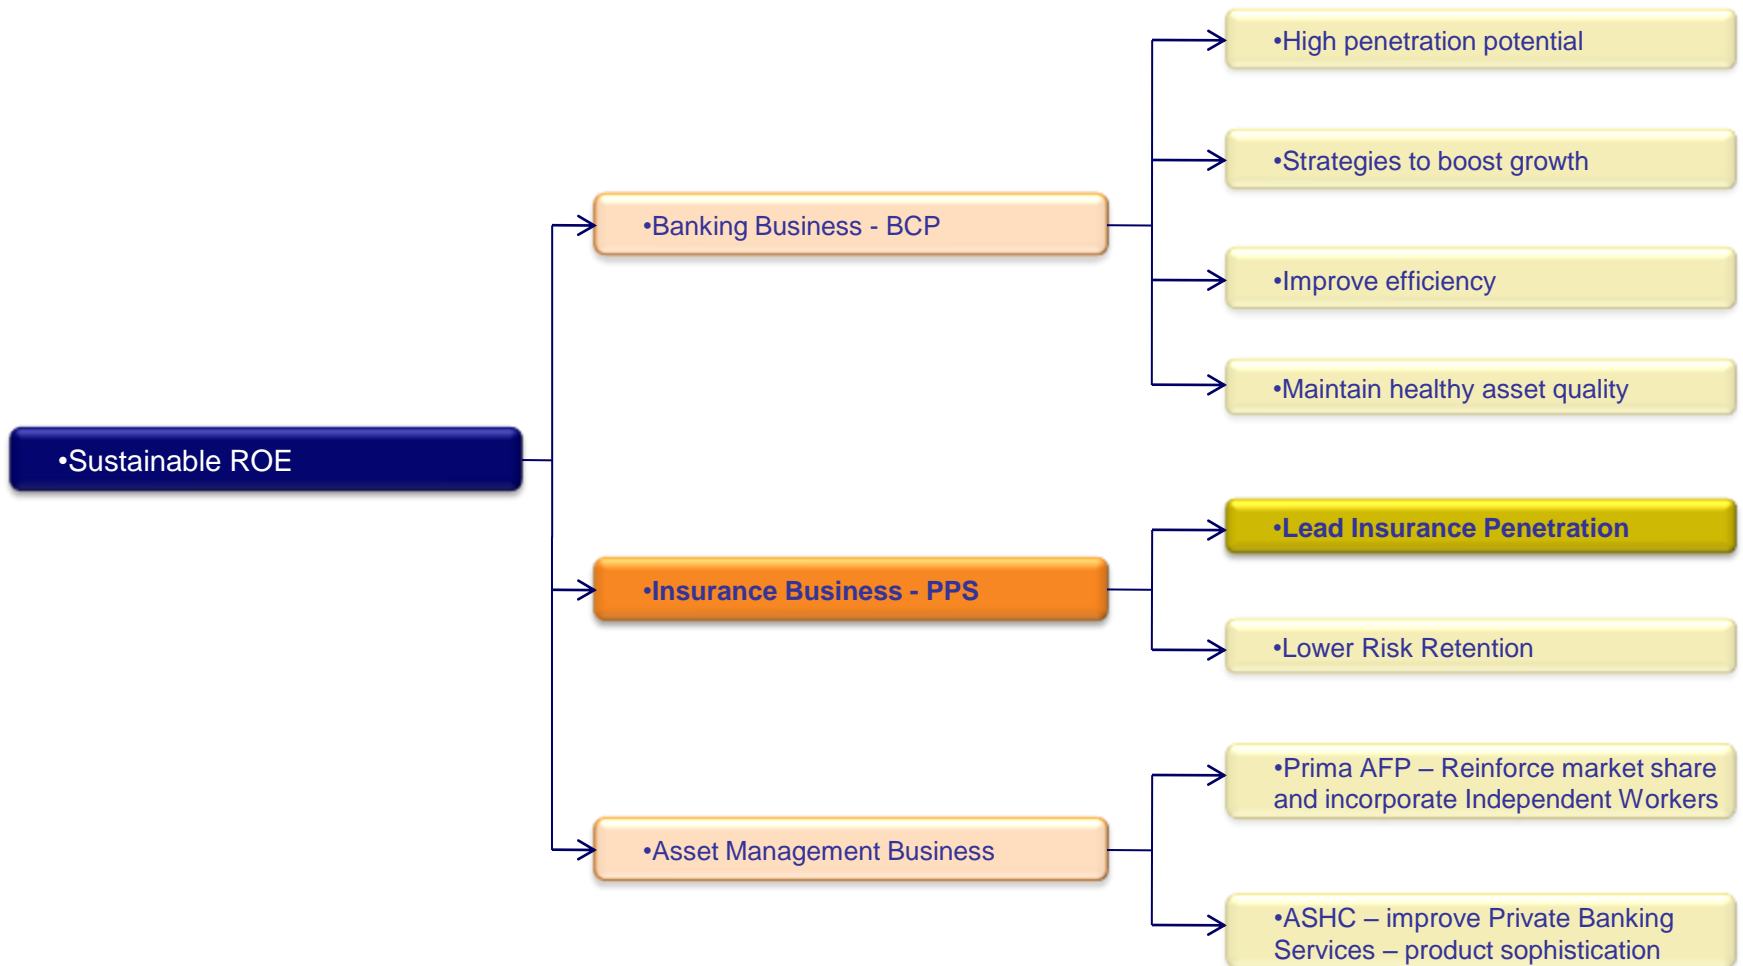 •High penetration potential
•Strategies to boost growth
•Banking Business - BCP
•Improve efficiency
•Maintain healthy asset quality
•Sustainable ROE
•Lead Insurance Penetration
•Insurance Business - PPS
•Lower Risk Retention
•Prima AFP – Reinforce market share
and incorporate Independent Workers
•Asset Management Business
•ASHC – improve Private Banking
Services – product sophistication